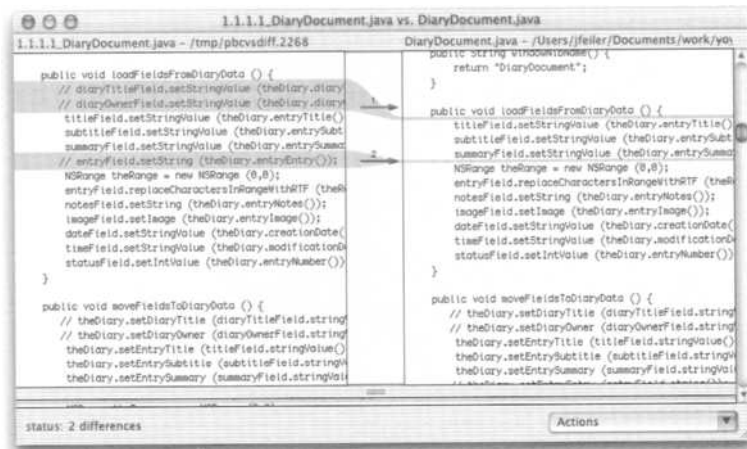 1.1.1.1_DiaryDocument.java vs. DiaryDocument.java
1.1.1.1_DiaryDocument.java – /tmp/pbcvsdiff.2268
DiaryDocument.java – /Users/jfeiler/Documents/work/yo
public void loadFieldsFromDiaryData () {
// diaryTitleField.setStringValue (theDiary.diary
// diaryOwnerField.setStringValue (theDiary.diary
titleField.setStringValue (theDiary.entryTitle()
subtitleField.setStringValue (theDiary.entrySubt
summaryField.setStringValue (theDiary.entrySumma
// entryField.setString (theDiary.entryEntry());
NSRange theRange = new NSRange (0,0);
entryField.replaceCharactersInRangeWithRTF (theR
notesField.setString (theDiary.entryNotes());
imageField.setImage (theDiary.entryImage());
dateField.setStringValue (theDiary.creationDate(
timeField.setStringValue (theDiary.modificationD
statusField.setIntValue (theDiary.entryNumber())
}
public void moveFieldsToDiaryData () {
// theDiary.setDiaryTitle (diaryTitleField.string
// theDiary.setDiaryOwner (diaryOwnerField.string
theDiary.setEntryTitle (titleField.stringValue()
theDiary.setEntrySubtitle (subtitleField.stringV
theDiary.setEntrySummary (summaryField.stringVal
1
2
public String windowNibName() {
return "DiaryDocument";
}
public void loadFieldsFromDiaryData () {
titleField.setStringValue (theDiary.entryTitle()
subtitleField.setStringValue (theDiary.entrySubt
summaryField.setStringValue (theDiary.entrySumma
NSRange theRange = new NSRange (0,0);
entryField.replaceCharactersInRangeWithRTF (theR
notesField.setString (theDiary.entryNotes());
imageField.setImage (theDiary.entryImage());
dateField.setStringValue (theDiary.creationDate(
timeField.setStringValue (theDiary.modificationD
statusField.setIntValue (theDiary.entryNumber())
}
public void moveFieldsToDiaryData () {
// theDiary.setDiaryTitle (diaryTitleField.string
// theDiary.setDiaryOwner (diaryOwnerField.string
theDiary.setEntryTitle (titleField.stringValue()
theDiary.setEntrySubtitle (subtitleField.stringV
theDiary.setEntrySummary (summaryField.stringVal
status: 2 differences
Actions